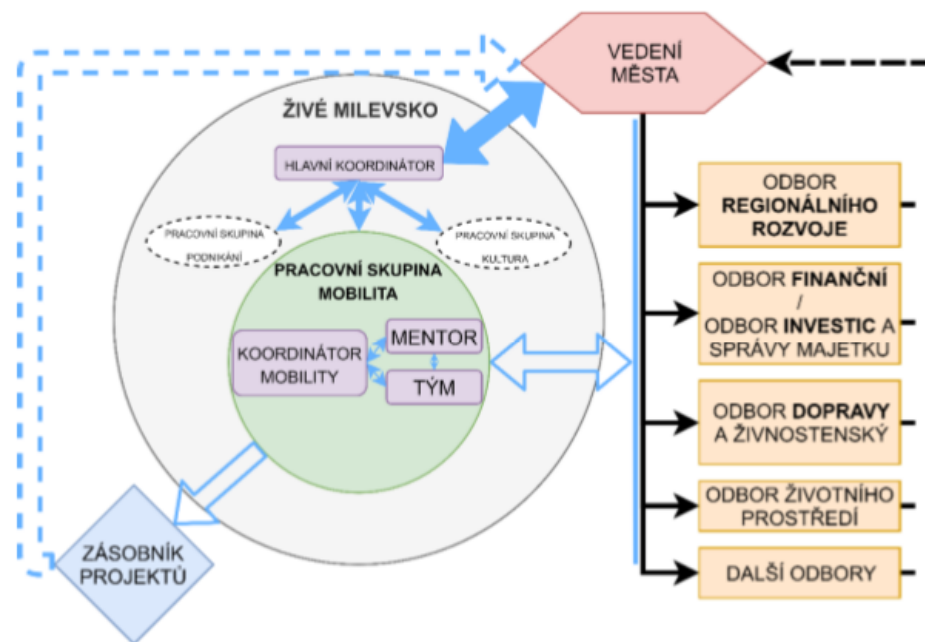 VEDENÍ
MĚSTA
ŽIVÉ MILEVSKO
HLAVNÍ KOORDINÁTOR
PRACOVNÍ SKUPINA
PODNIKÁNÍ
PRACOVNÍ SKUPINA
KULTURA
PRACOVNÍ SKUPINA
MOBILITA
KOORDINÁTOR
MOBILITY
MENTOR
TÝM
ZÁSOBNÍK
PROJEKTŮ
ODBOR
REGIONÁLNÍHO
ROZVOJE
ODBOR FINANČNÍ
/
ODBOR INVESTIC A
SPRÁVY MAJETKU
ODBOR DOPRAVY
A ŽIVNOSTENSKÝ
ODBOR ŽIVOTNÍHO
PROSTŘEDÍ
DALŠÍ ODBORY